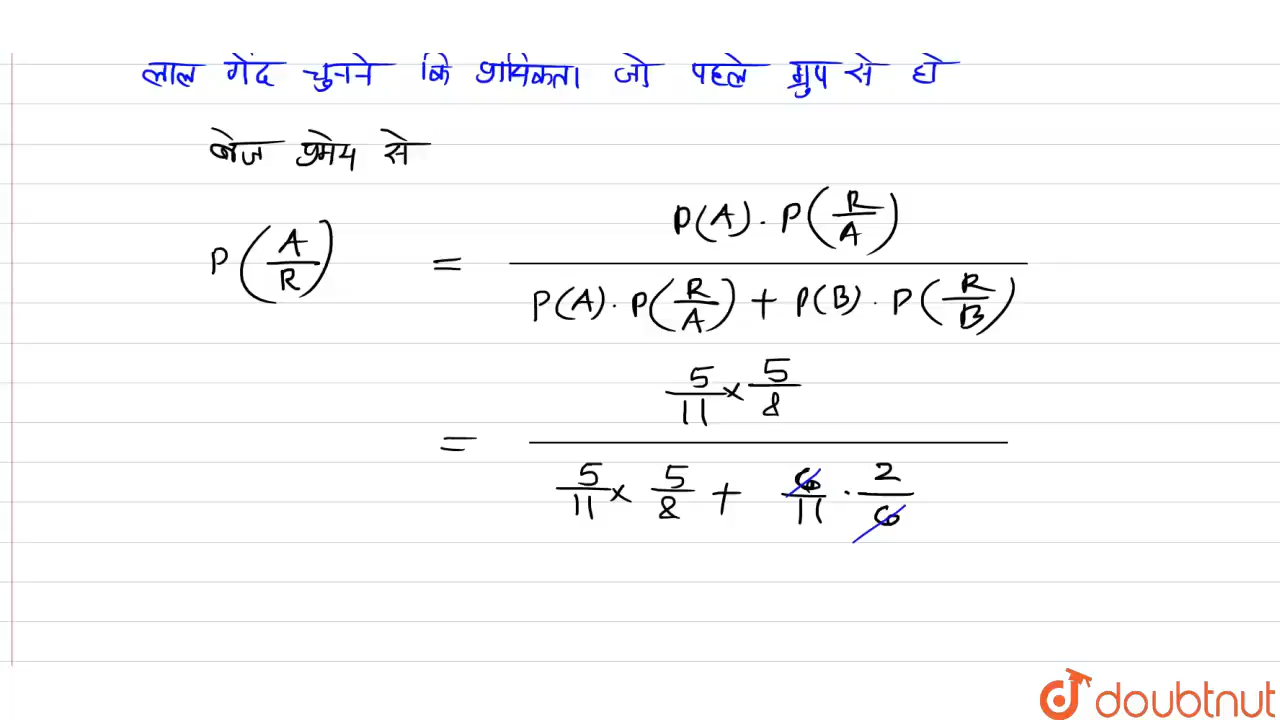 लाल गेंद चुनने कि प्रायिकता जो पहले ग्रुप से हो
बेज प्रमेय से
P(A/R) = P(A). P(R/A) / P(A). P(R/A) + P(B). P(R/B)
= 5/11 × 5/8 / 5/11 × 5/8 + 6/11 . 2/6
doubtnut